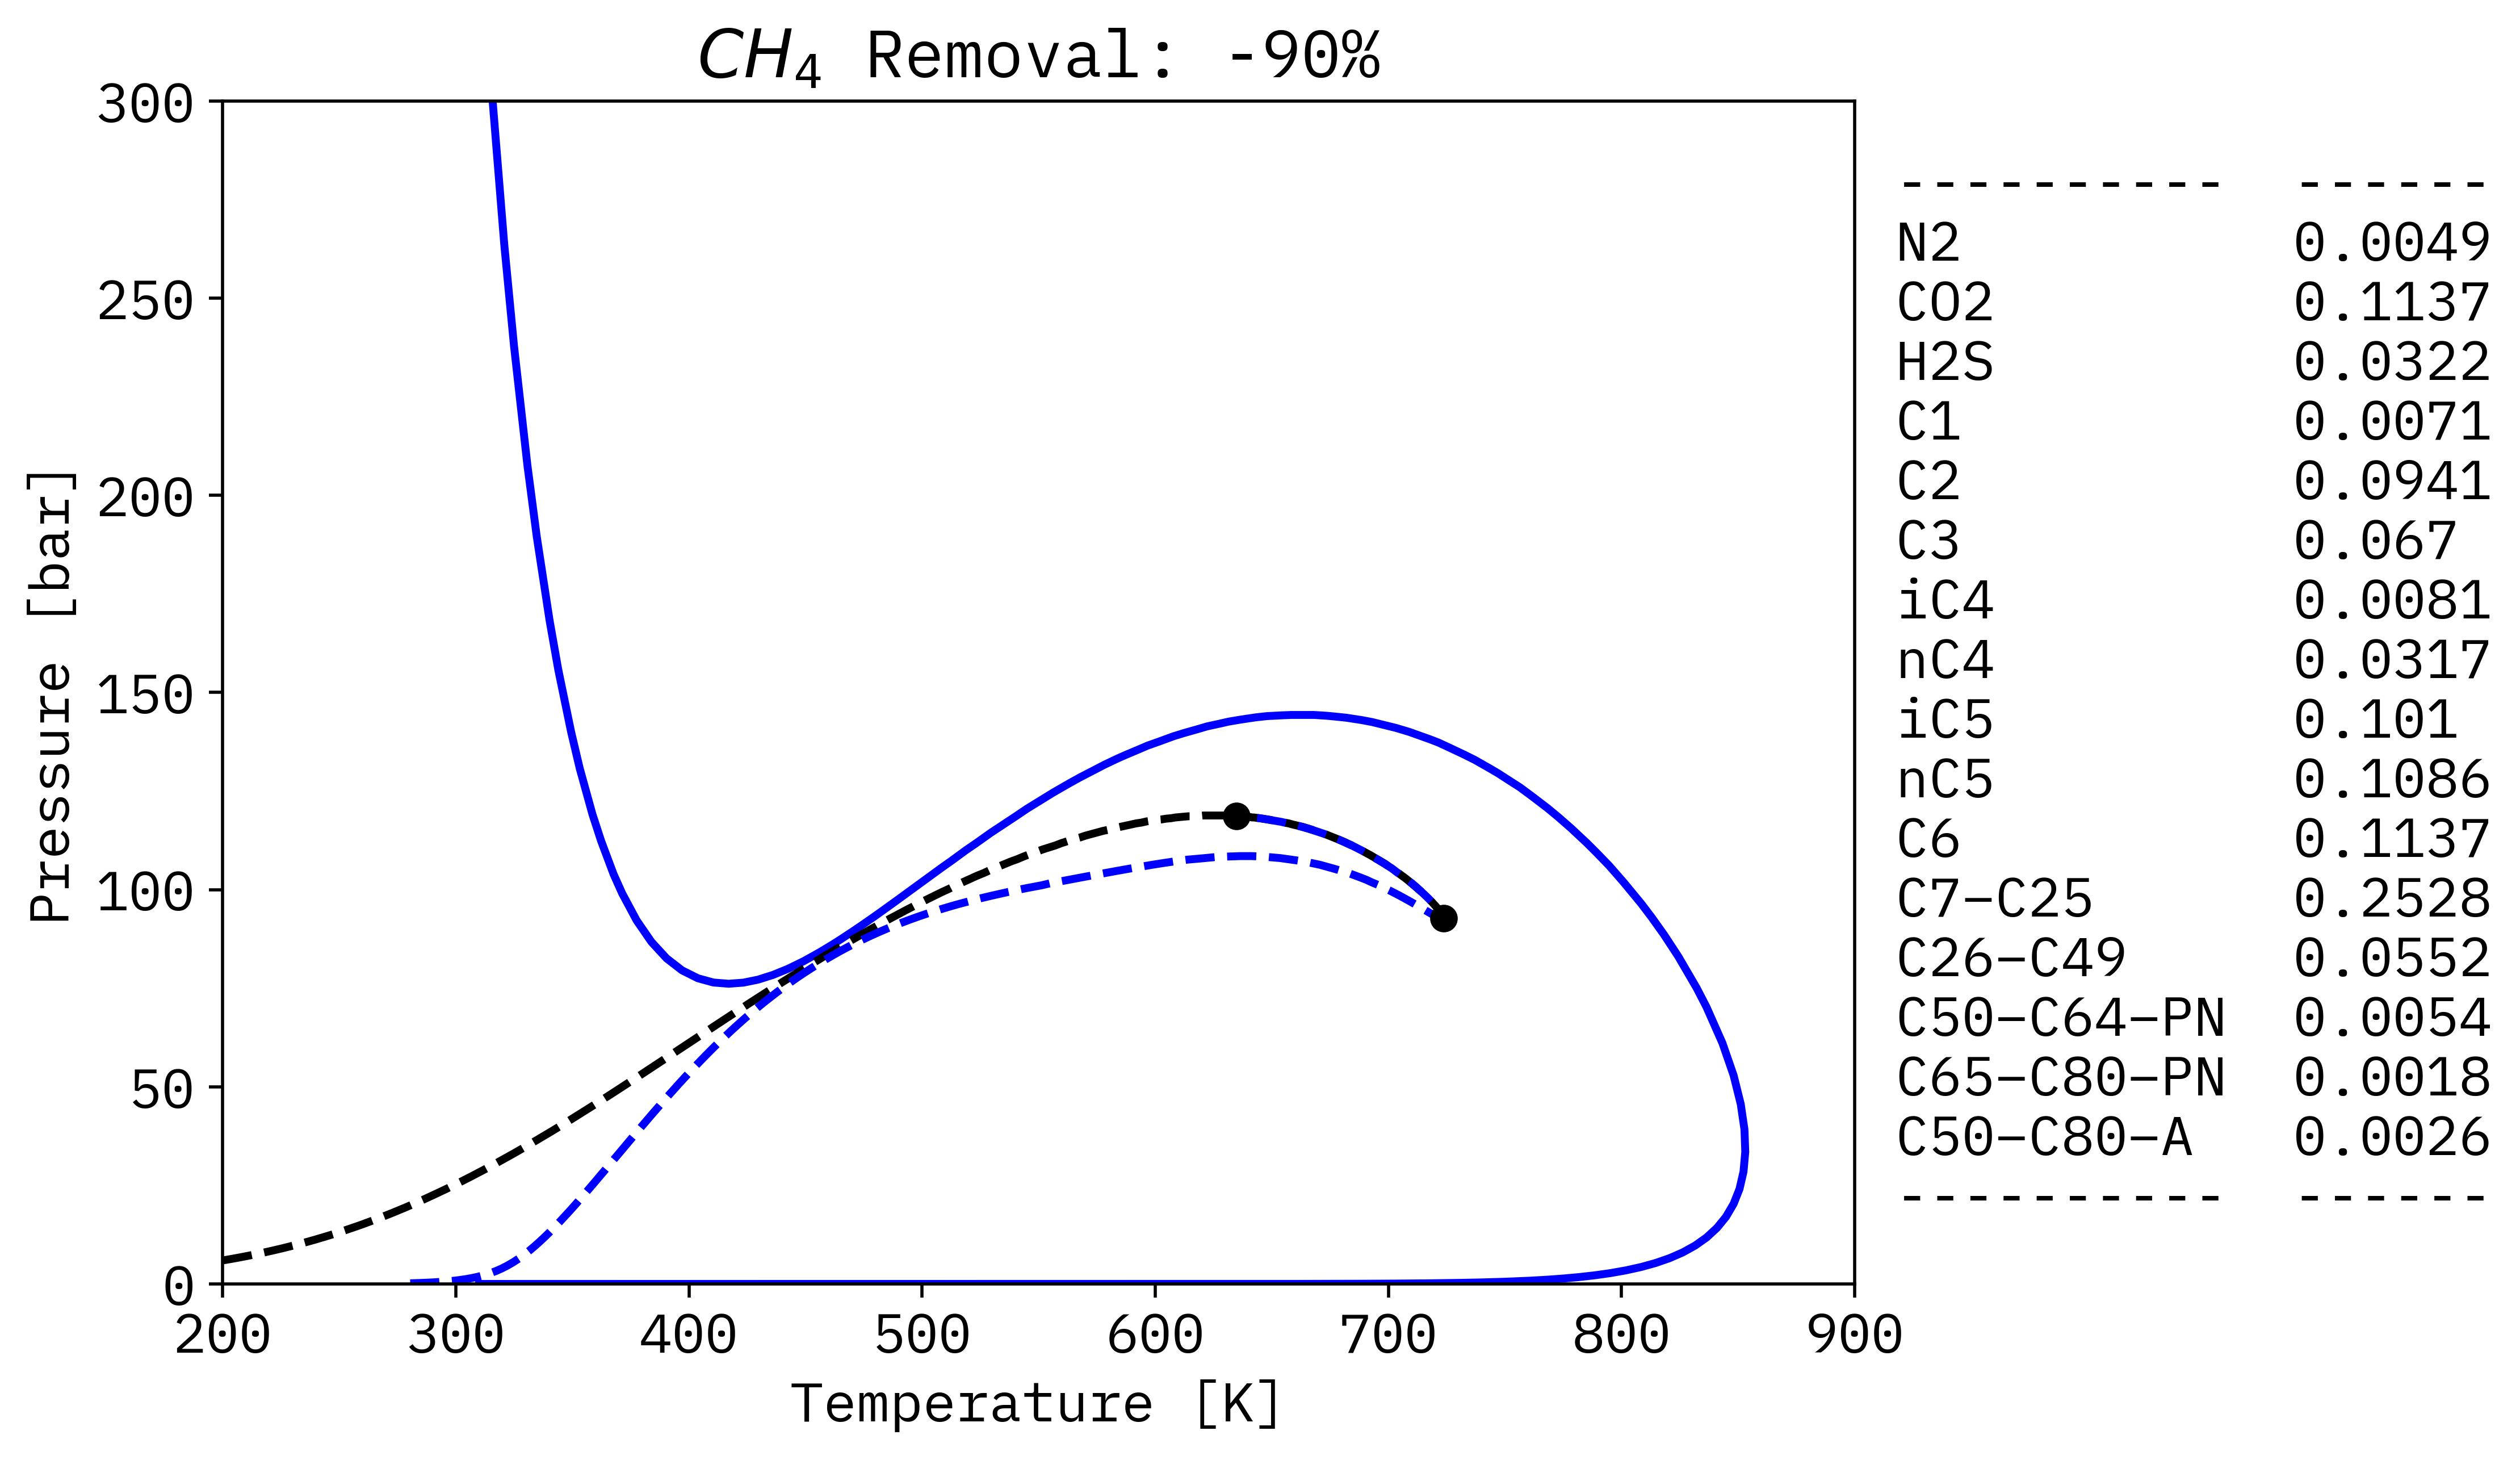 CH4 Removal: -90%
300
250
200
150
100
50
0
Pressure [bar]
200 300 400 500 600 700 800 900
Temperature [K]
---------- ------
N2 0.0049
CO2 0.1137
H2S 0.0322
C1 0.0071
C2 0.0941
C3 0.067
iC4 0.0081
nC4 0.0317
iC5 0.101
nC5 0.1086
C6 0.1137
C7-C25 0.2528
C26-C49 0.0552
C50-C64-PN 0.0054
C65-C80-PN 0.0018
C50-C80-A 0.0026
---------- ------